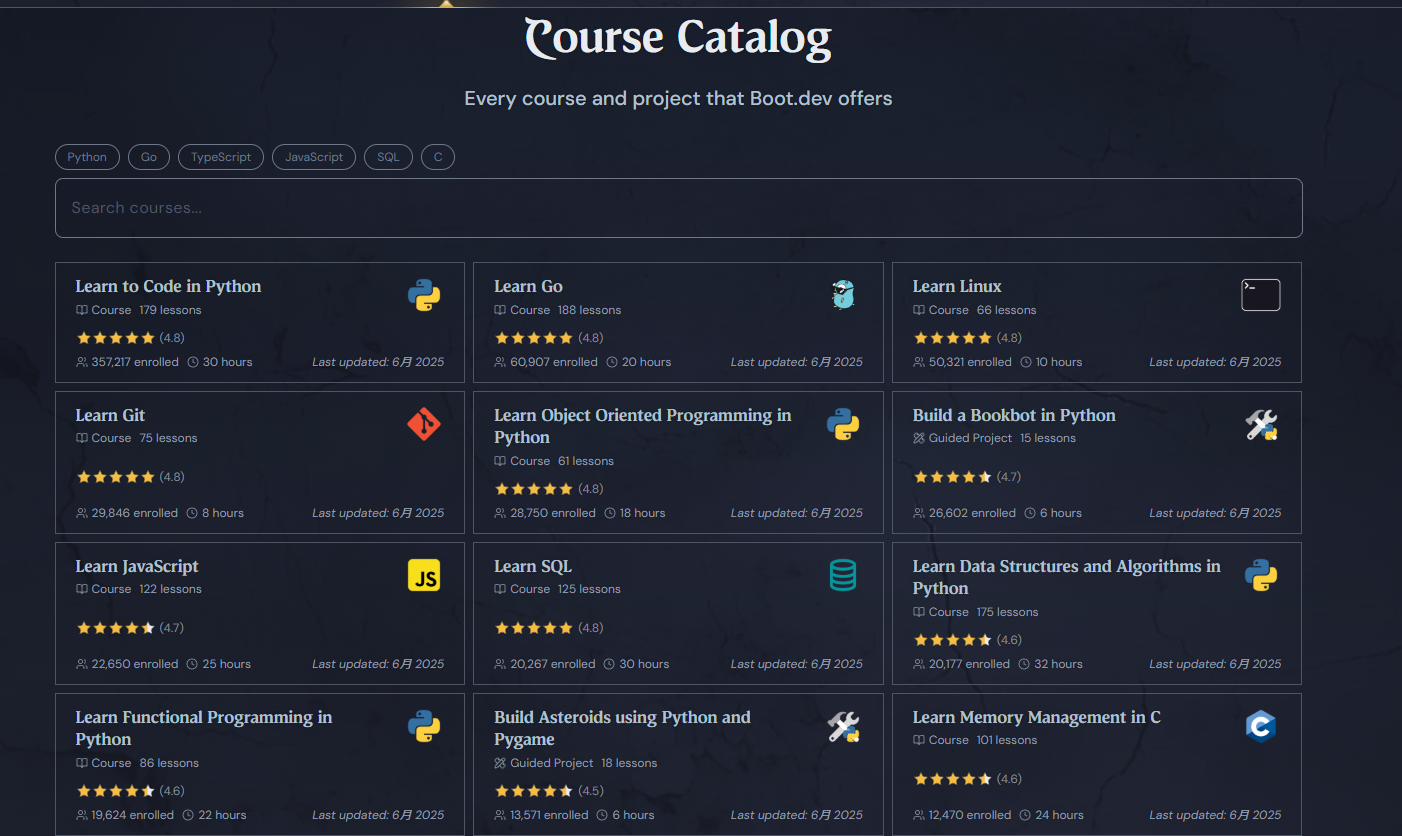 Course Catalog
Every course and project that Boot.dev offers
Python Go TypeScript JavaScript SQL C
Search courses...
Learn to Code in Python
Course 179 lessons
(4.8)
357,217 enrolled 30 hours Last updated: 6月 2025
Learn Go
Course 188 lessons
(4.8)
60,907 enrolled 20 hours Last updated: 6月 2025
Learn Linux
Course 66 lessons
(4.8)
50,321 enrolled 10 hours Last updated: 6月 2025
Learn Git
Course 75 lessons
(4.8)
29,846 enrolled 8 hours Last updated: 6月 2025
Learn Object Oriented Programming in
Python
Course 61 lessons
(4.8)
28,750 enrolled 18 hours Last updated: 6月 2025
Build a Bookbot in Python
Guided Project 15 lessons
(4.7)
26,602 enrolled 6 hours Last updated: 6月 2025
Learn JavaScript
JS
Course 122 lessons
(4.7)
22,650 enrolled 25 hours Last updated: 6月 2025
Learn SQL
Course 125 lessons
(4.8)
20,267 enrolled 30 hours Last updated: 6月 2025
Learn Data Structures and Algorithms in
Python
Course 175 lessons
(4.6)
20,177 enrolled 32 hours Last updated: 6月 2025
Learn Functional Programming in
Python
Course 86 lessons
(4.6)
19,624 enrolled 22 hours Last updated: 6月 2025
Build Asteroids using Python and
Pygame
Guided Project 18 lessons
(4.5)
13,571 enrolled 6 hours Last updated: 6月 2025
Learn Memory Management in C
C
Course 101 lessons
(4.6)
12,470 enrolled 24 hours Last updated: 6月 2025